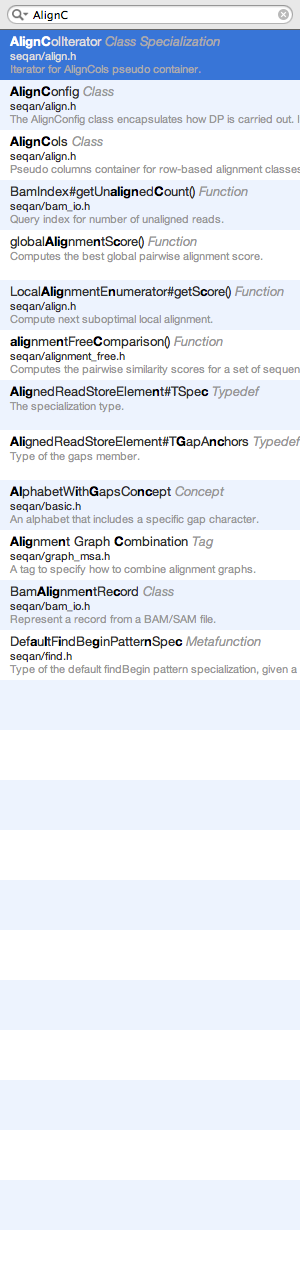 AlignC
AlignColIterator Class Specialization
seqan/align.h
Iterator for AlignCols pseudo container.
AlignConfig Class
seqan/align.h
The AlignConfig class encapsulates how DP is carried out. I
AlignCols Class
seqan/align.h
Pseudo columns container for row-based alignment classes
BamIndex#getUnalignedCount() Function
seqan/bam_io.h
Query index for number of unaligned reads.
globalAlignmentScore() Function
Computes the best global pairwise alignment score.
LocalAlignmentEnumerator#getScore() Function
seqan/align.h
Compute next suboptimal local alignment.
alignmentFreeComparison() Function
seqan/alignment_free.h
Computes the pairwise similarity scores for a set of sequen
AlignedReadStoreElement#TSpec Typedef
The specialization type.
AlignedReadStoreElement#TGapAnchors Typedef
Type of the gaps member.
AlphabetWithGapsConcept Concept
seqan/basic.h
An alphabet that includes a specific gap character.
Alignment Graph Combination Tag
seqan/graph_msa.h
A tag to specify how to combine alignment graphs.
BamAlignmentRecord Class
seqan/bam_io.h
Represent a record from a BAM/SAM file.
DefaultFindBeginPatternSpec Metafunction
seqan/find.h
Type of the default findBegin pattern specialization, given a